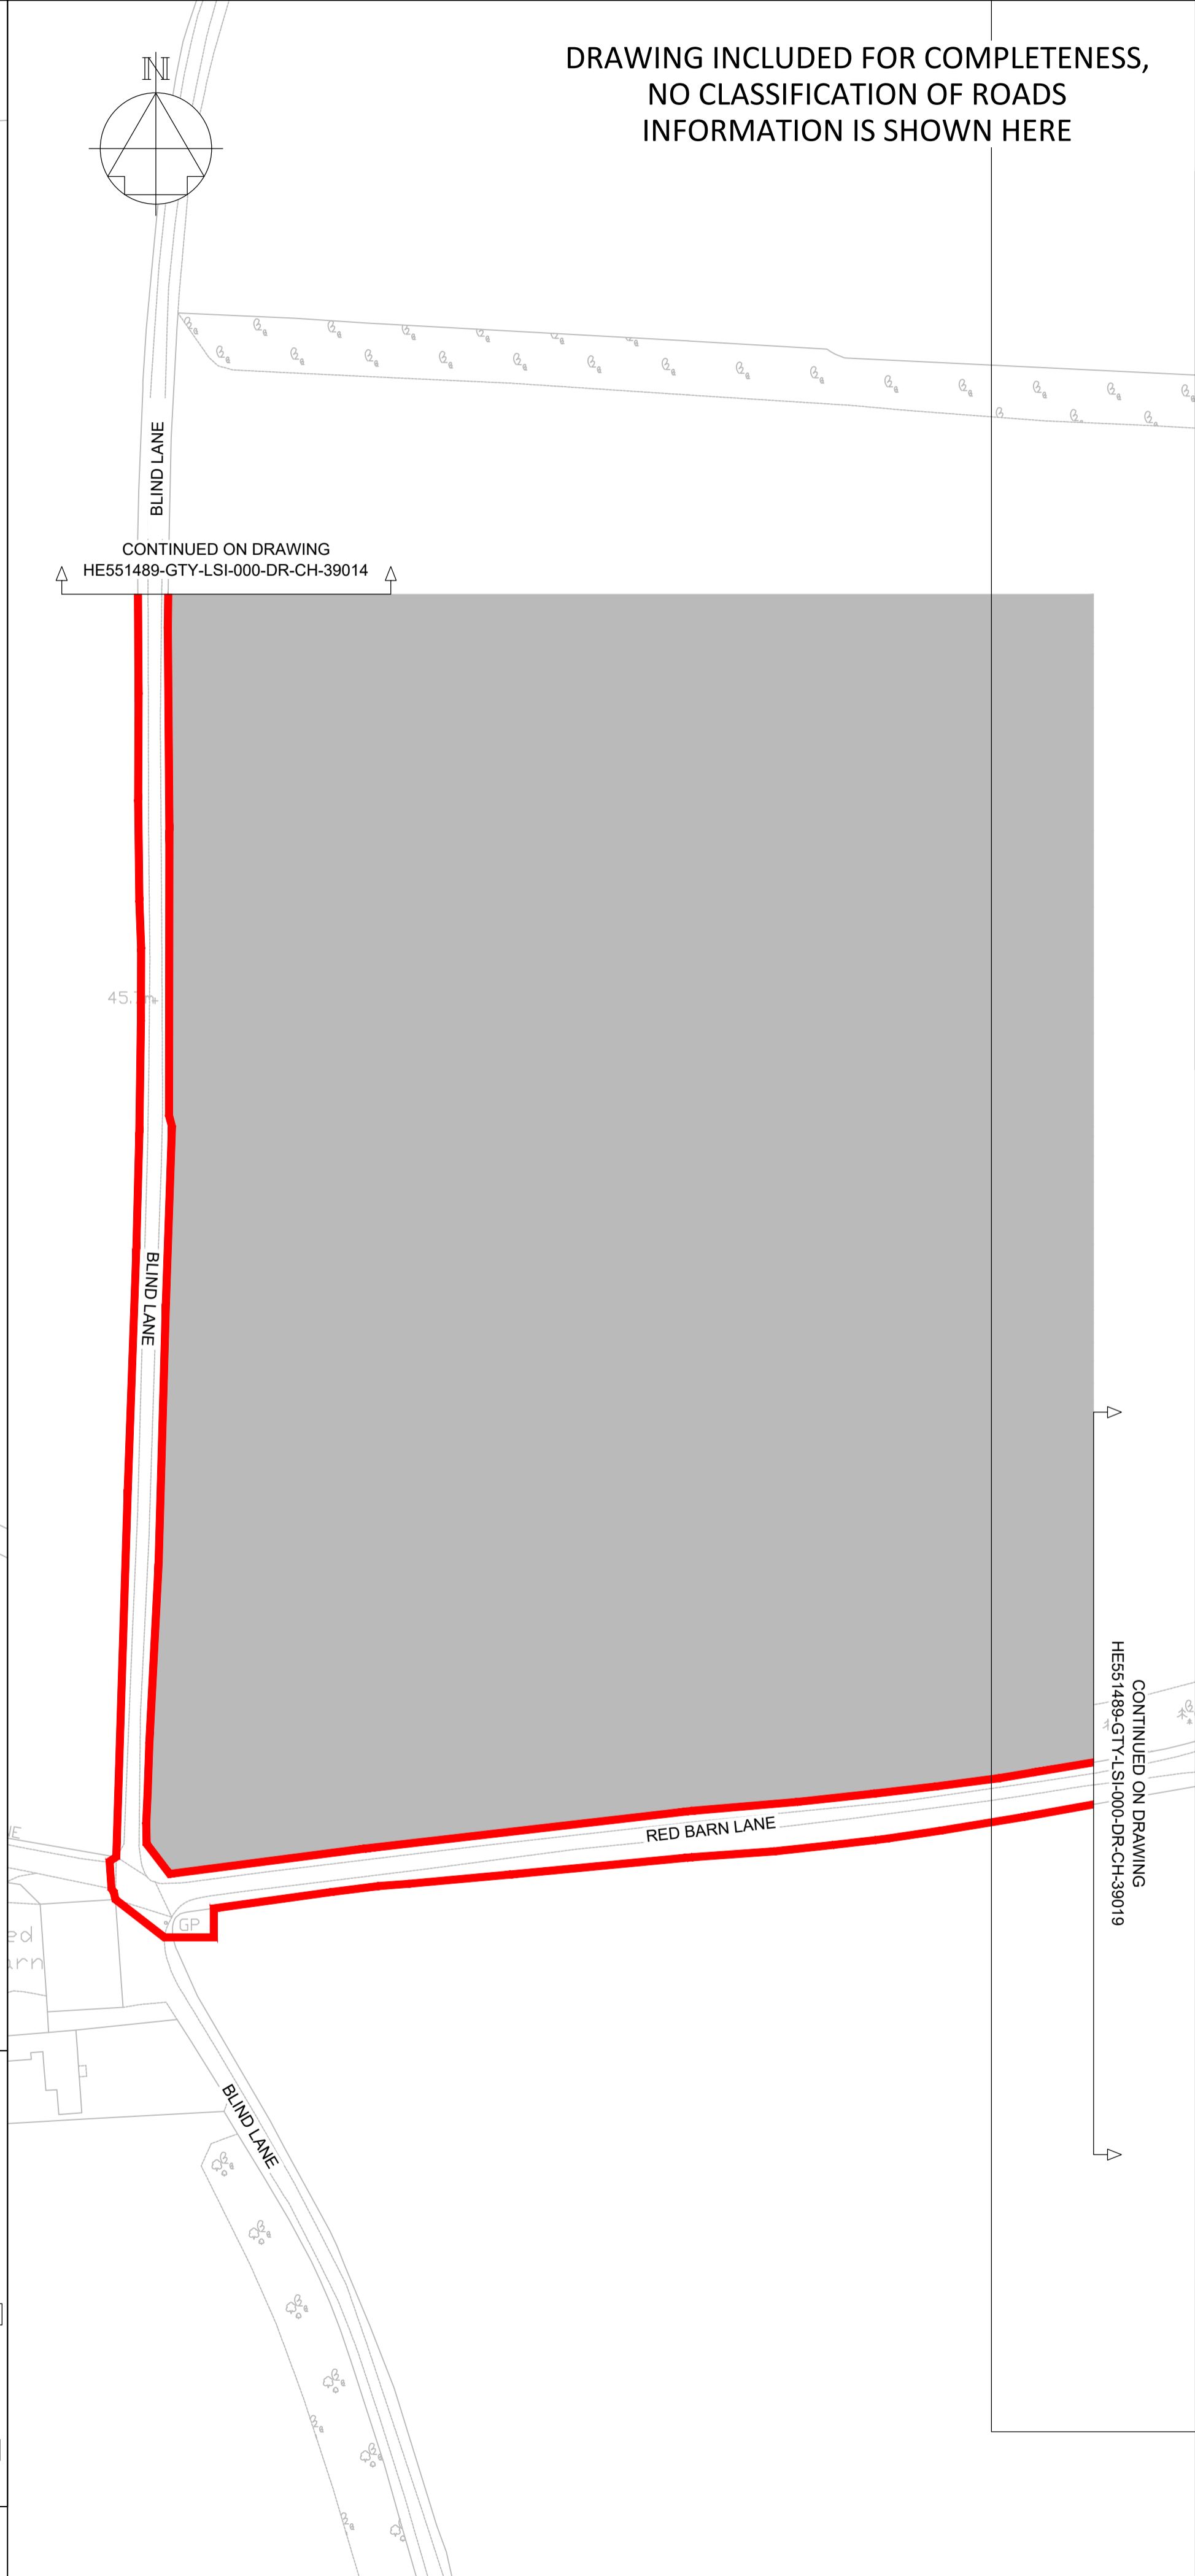 N
DRAWING INCLUDED FOR COMPLETENESS,
NO CLASSIFICATION OF ROADS
INFORMATION IS SHOWN HERE
BLIND LANE
CONTINUED ON DRAWING
HE551489-GTY-LSI-000-DR-CH-39014
BLIND LANE
CONTINUED ON DRAWING
HE551489-GTY-LSI-000-DR-CH-39019
RED BARN LANE
GP
BLIND LANE